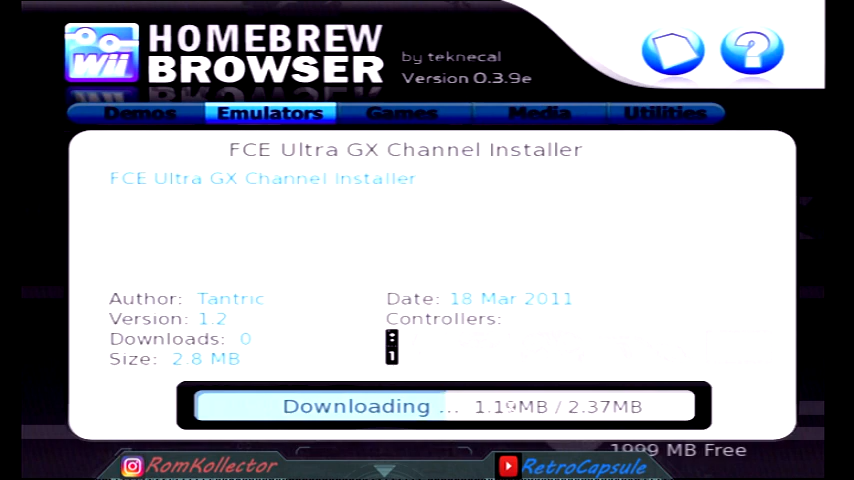 Wii
HOMEBREW
BROWSER
by teknecal
Version 0.3.9e
?
Demos Emulators Games Media Utilities
FCE Ultra GX Channel Installer
FCE Ultra GX Channel Installer
Author: Tantric
Date: 18 Mar 2011
Version: 1.2
Controllers:
Downloads: 0
1
Size: 2.8 MB
Downloading ... 1.19MB / 2.37MB
1999 MB Free
RomKollector
RetroCapsule